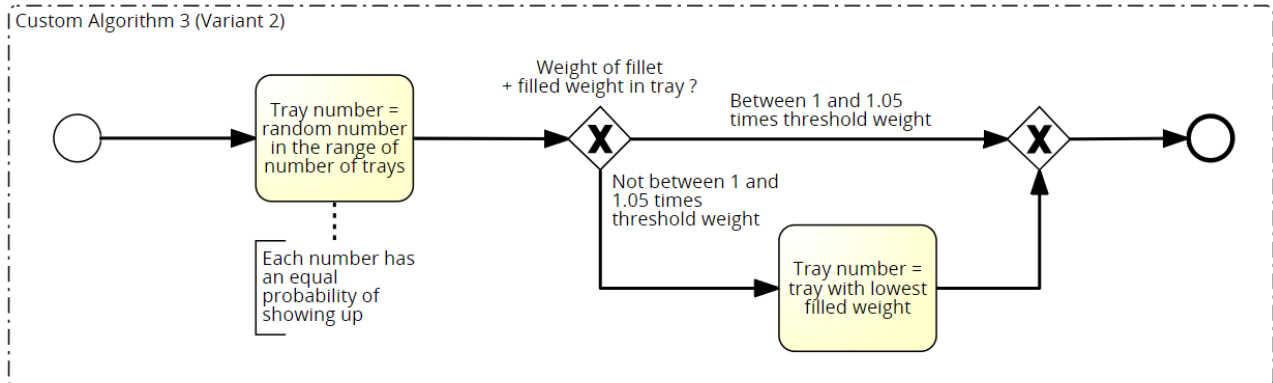 Custom Algorithm 3 (Variant 2)
Tray number =
random number
in the range of
number of trays
Each number has
an equal
probability of
showing up
Weight of fillet
+ filled weight in tray ?
X
Between 1 and 1.05
times threshold weight
Not between 1 and
1.05 times
threshold weight
Tray number =
tray with lowest
filled weight
X